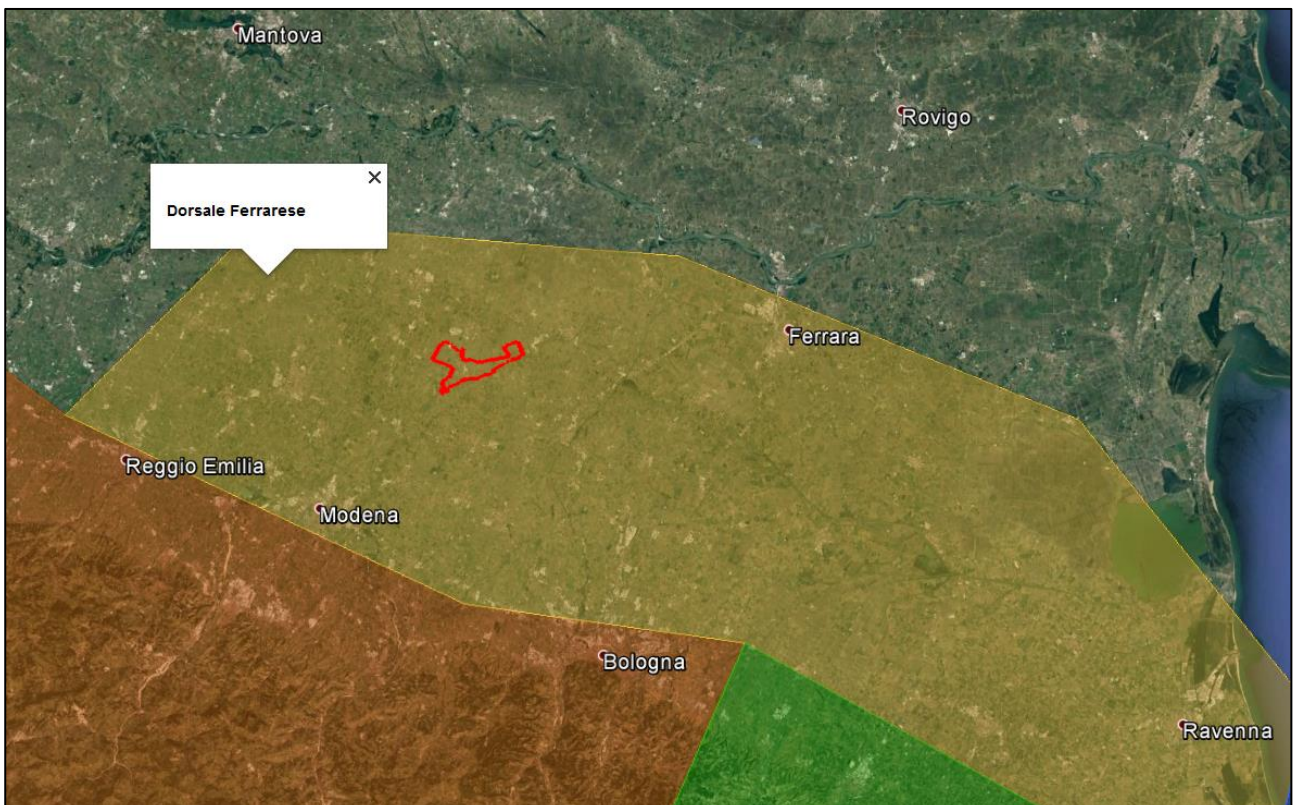 Mantova
Rovigo
×
Dorsale Ferrarese
Ferrara
Reggio Emilia
Modena
Bologna
Ravenna